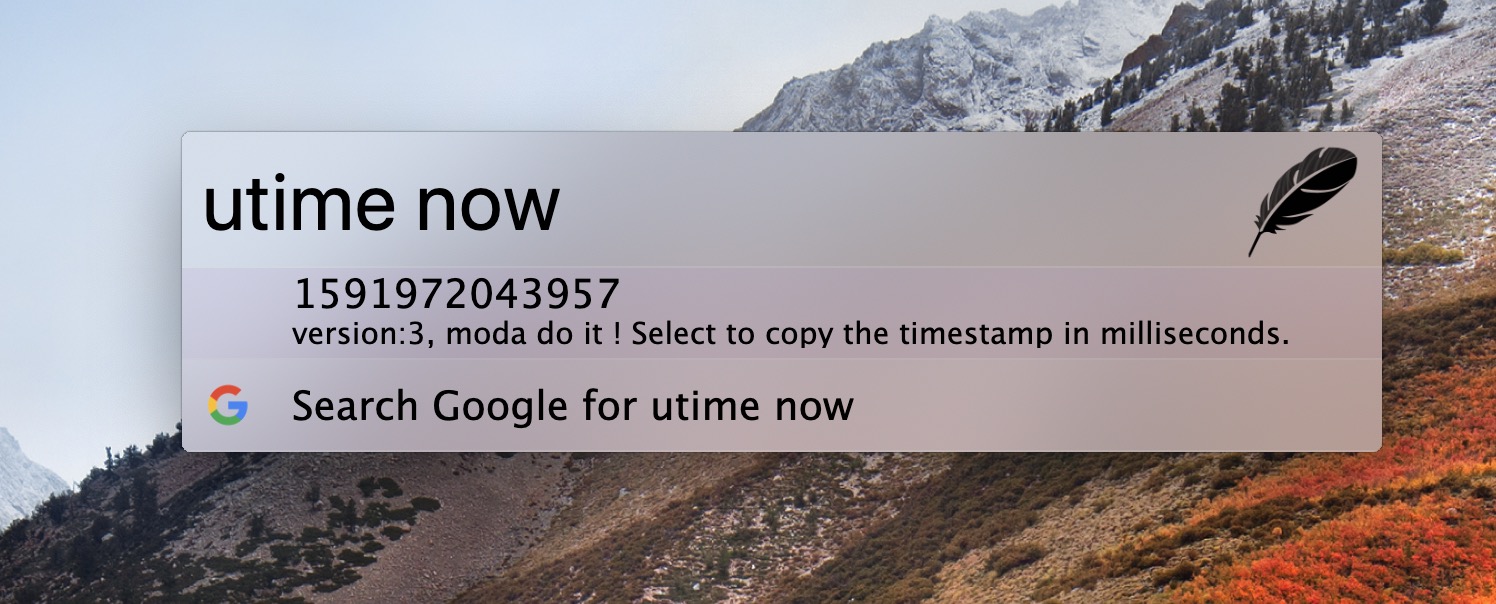 utime now
1591972043957
version:3, moda do it ! Select to copy the timestamp in milliseconds.
Search Google for utime now